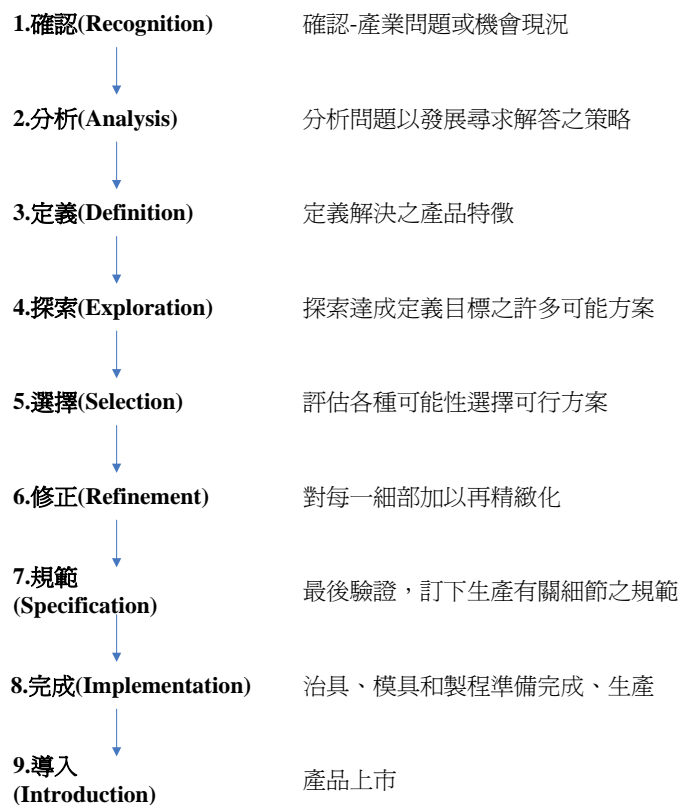 1.確認(Recognition) 確認-產業問題或機會現況
2.分析(Analysis) 分析問題以發展尋求解答之策略
3.定義(Definition) 定義解決之產品特徵
4.探索(Exploration) 探索達成定義目標之許多可能方案
5.選擇(Selection) 評估各種可能性選擇可行方案
6.修正(Refinement) 對每一細部加以再精緻化
7.規範
(Specification) 最後驗證，訂下生產有關細節之規範
8.完成(Implementation) 治具、模具和製程準備完成、生產
9.導入
(Introduction) 產品上市